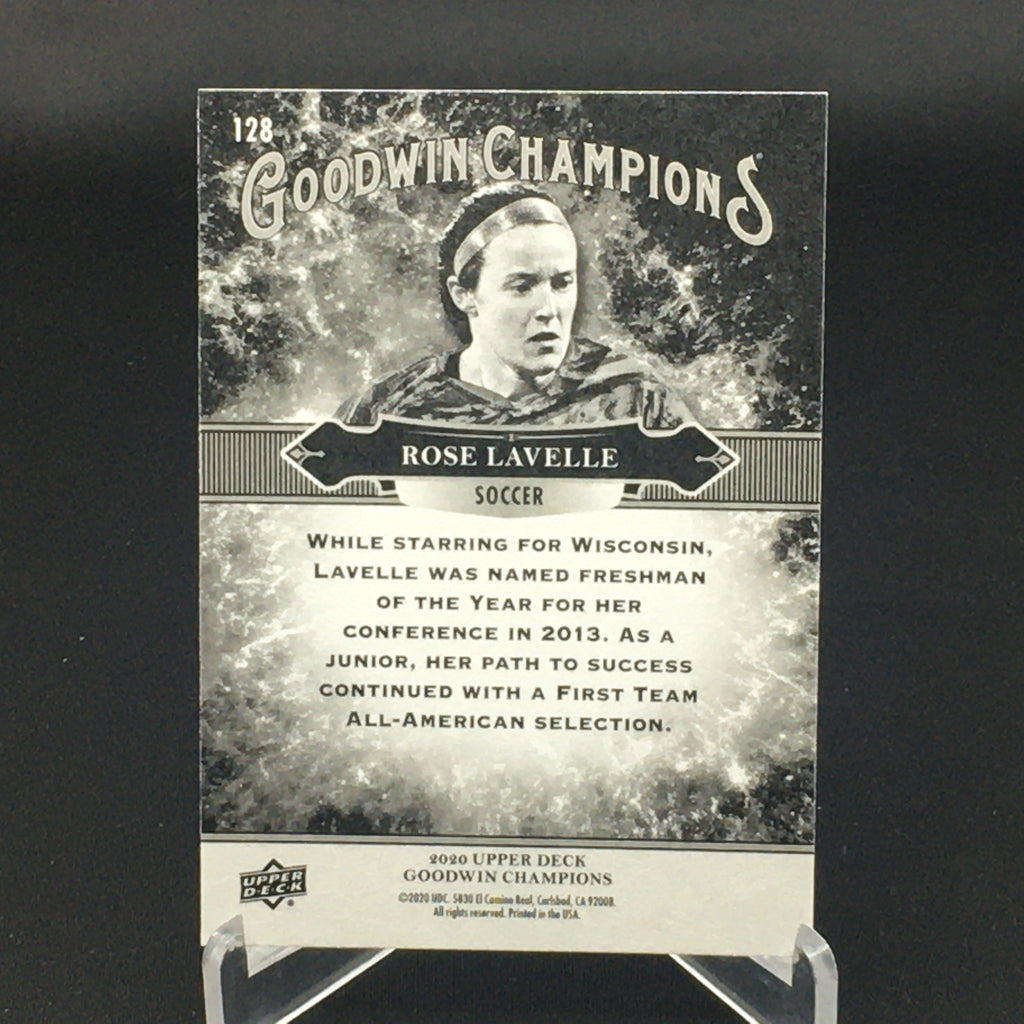 128
GOODWIN CHAMPIONS
ROSE LAVELLE
SOCCER
WHILE STARRING FOR WISCONSIN,
LAVELLE WAS NAMED FRESHMAN
OF THE YEAR FOR HER
CONFERENCE IN 2013. AS A
JUNIOR, HER PATH TO SUCCESS
CONTINUED WITH A FIRST TEAM
ALL-AMERICAN SELECTION.
UPPER
D·E·C·K
2020 UPPER DECK
GOODWIN CHAMPIONS
©2020 UDC. 5830 El Camino Real, Carlsbad, CA 92008.
All rights reserved. Printed in the USA.